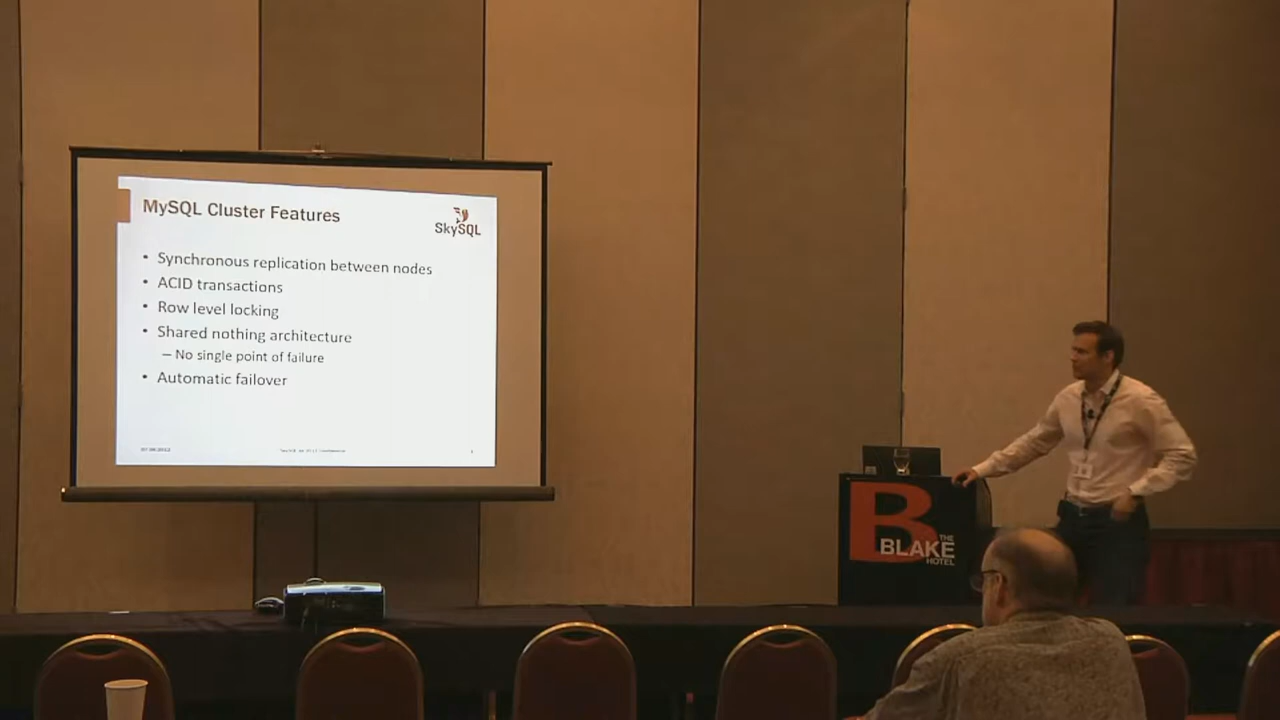 MySQL Cluster Features
SkySQL
• Synchronous replication between nodes
• ACID transactions
• Row level locking
• Shared nothing architecture
– No single point of failure
• Automatic failover
B
THE
BLAKE
HOTEL